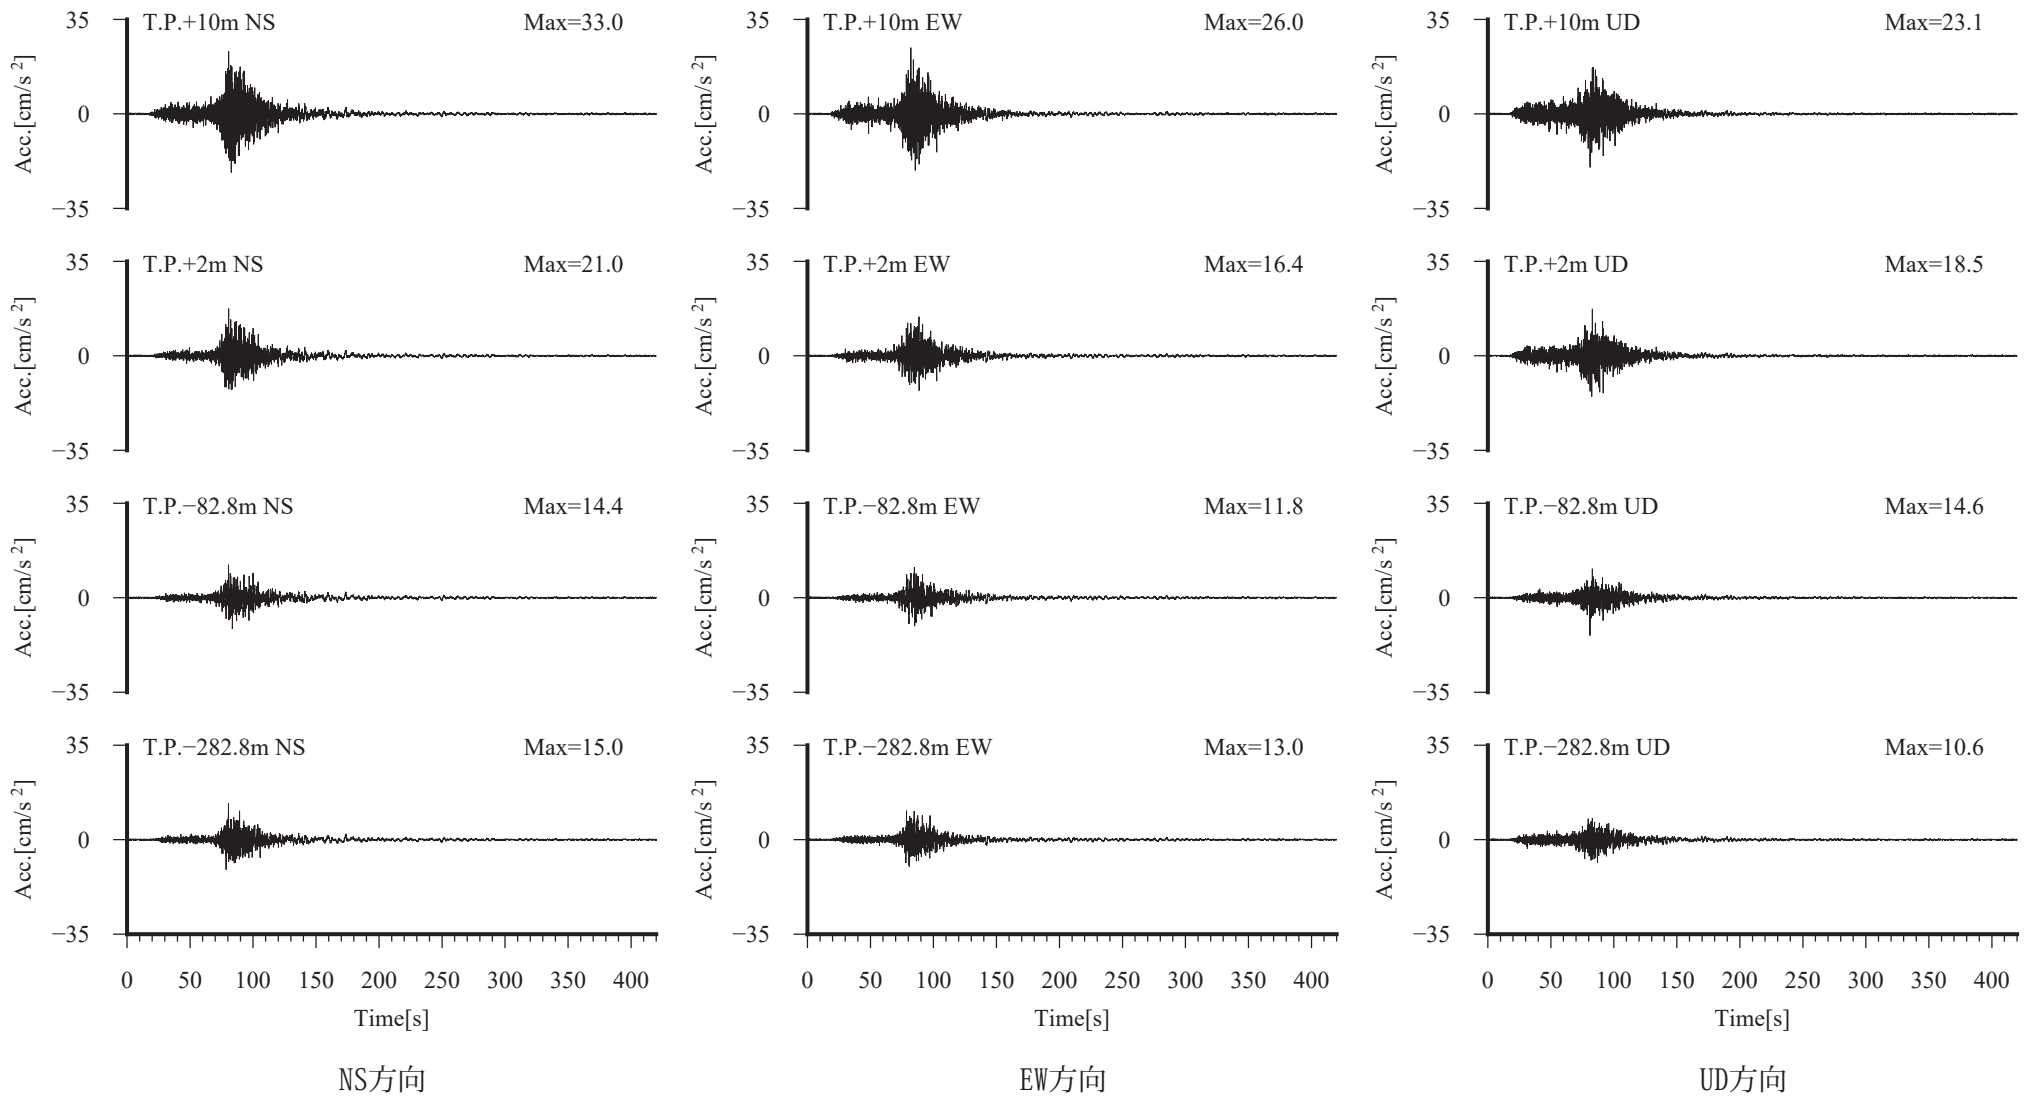 T.P.+10m NS Max=33.0
35
0
−35
Acc.[cm/s ²]
T.P.+10m EW Max=26.0
35
0
−35
Acc.[cm/s ²]
T.P.+10m UD Max=23.1
35
0
−35
Acc.[cm/s ²]
T.P.+2m NS Max=21.0
35
0
−35
Acc.[cm/s ²]
T.P.+2m EW Max=16.4
35
0
−35
Acc.[cm/s ²]
T.P.+2m UD Max=18.5
35
0
−35
Acc.[cm/s ²]
T.P.−82.8m NS Max=14.4
35
0
−35
Acc.[cm/s ²]
T.P.−82.8m EW Max=11.8
35
0
−35
Acc.[cm/s ²]
T.P.−82.8m UD Max=14.6
35
0
−35
Acc.[cm/s ²]
T.P.−282.8m NS Max=15.0
35
0
−35
Acc.[cm/s ²]
T.P.−282.8m EW Max=13.0
35
0
−35
Acc.[cm/s ²]
T.P.−282.8m UD Max=10.6
35
0
−35
Acc.[cm/s ²]
0 50 100 150 200 250 300 350 400
Time[s]
NS方向
0 50 100 150 200 250 300 350 400
Time[s]
EW方向
0 50 100 150 200 250 300 350 400
Time[s]
UD方向